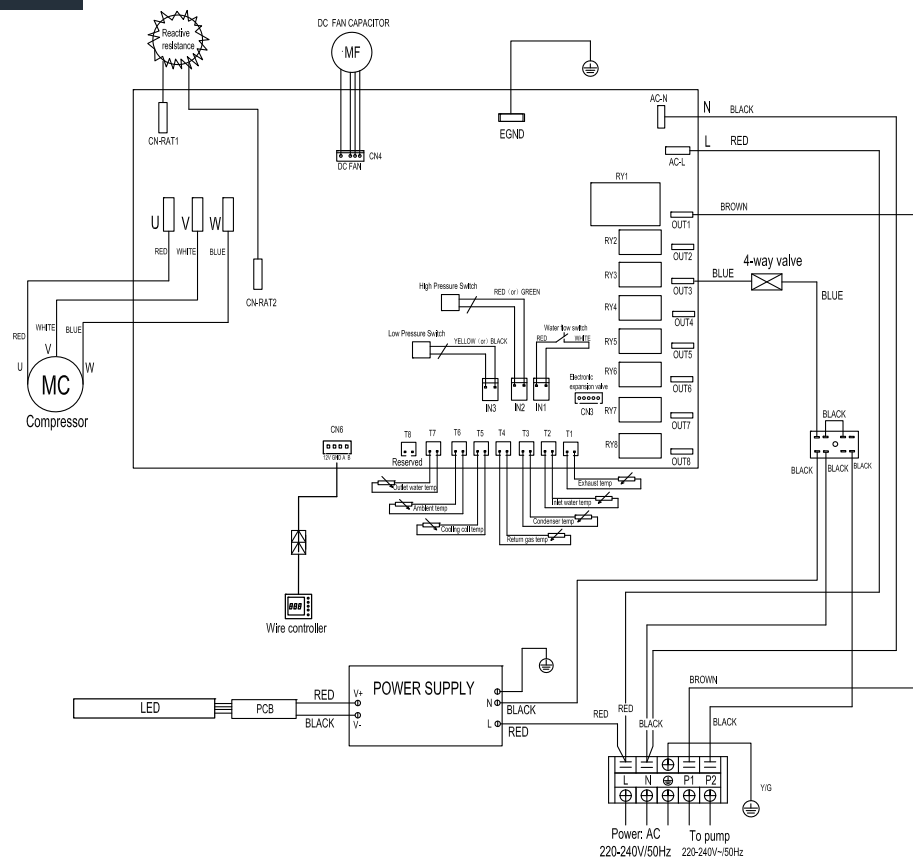 DC FAN CAPACITOR
Reactive
resistance
MF
EGND
AC-N
N
BLACK
CN-RAT1
CN4
DC FAN
L
RED
AC-L
RY1
BROWN
OUT1
U
V
W
RY2
OUT2
RED
WHITE
BLUE
4-way valve
CN-RAT2
RY3
BLUE
OUT3
BLUE
High Pressure Switch
RED (or) GREEN
RY4
OUT4
Low Pressure Switch
YELLOW (or) BLACK
Water flow switch
RED
WHITE
RED
WHITE
BLUE
RY5
OUT5
V
U
W
MC
Compressor
RY6
OUT6
Electronic
expansion valve
CN3
IN3
IN2
IN1
RY7
OUT7
BLACK
CN6
12V GND A B
T8
T7
T6
T5
T4
T3
T2
T1
RY8
OUT8
Reserved
BLACK
BLACK
BLACK
Outlet water temp
Exhaust temp
Ambient temp
Inlet water temp
Cooling coil temp
Condenser temp
Return gas temp
888
Wire controller
POWER SUPPLY
LED
PCB
RED
BLACK
V+
V-
N
BLACK
L
RED
BROWN
RED
RED
BLACK
BLACK
L
N
P1
P2
Y/G
Power: AC
220-240V/50Hz
To pump
220-240V~/50Hz